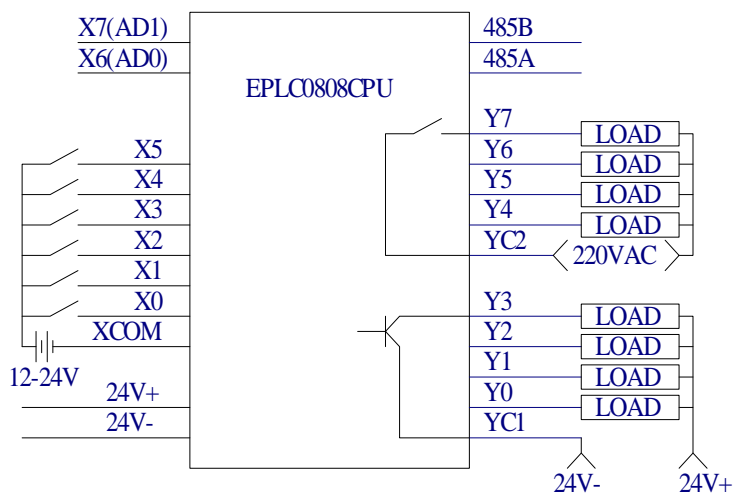 X7(AD1)
X6(AD0)
EPLC0808CPU
485B
485A
X5
X4
X3
X2
X1
X0
XCOM
12-24V
24V+
24V-
Y7
LOAD
Y6
LOAD
Y5
LOAD
Y4
LOAD
YC2
220VAC
Y3
LOAD
Y2
LOAD
Y1
LOAD
Y0
LOAD
YC1
24V-
24V+